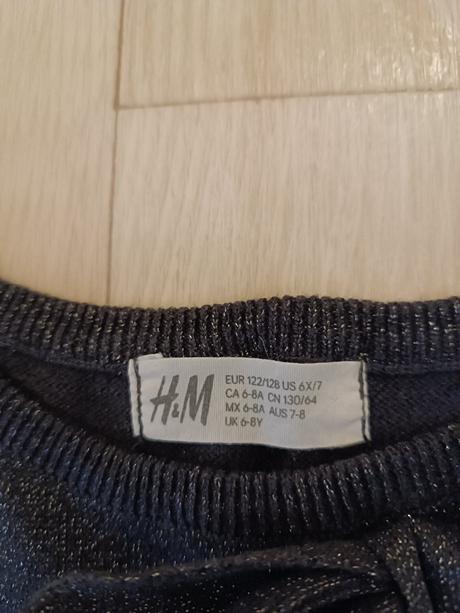 H&M
EUR 122/128 US 6X/7
CA 6-8A CN 130/64
MX 6-8A AUS 7-8
UK 6-8Y